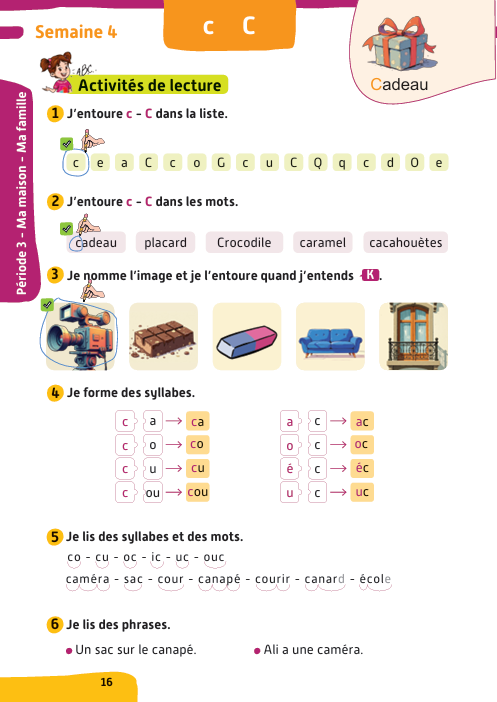 Semaine 4
c C
Cadeau
ABC
Activités de lecture
Période 3 - Ma maison - Ma famille
1 J'entoure c - C dans la liste.
c e a C c o G c u C Q q c d O e
2 J'entoure c - C dans les mots.
cadeau placard Crocodile caramel cacahouètes
3 Je nomme l'image et je l'entoure quand j'entends K.
4 Je forme des syllabes.
c a → ca a c → ac
c o → co o c → oc
c u → cu é c → éc
c ou → cou u c → uc
5 Je lis des syllabes et des mots.
co - cu - oc - ic - uc - ouc
caméra - sac - cour - canapé - courir - canard - école
6 Je lis des phrases.
• Un sac sur le canapé. • Ali a une caméra.
16